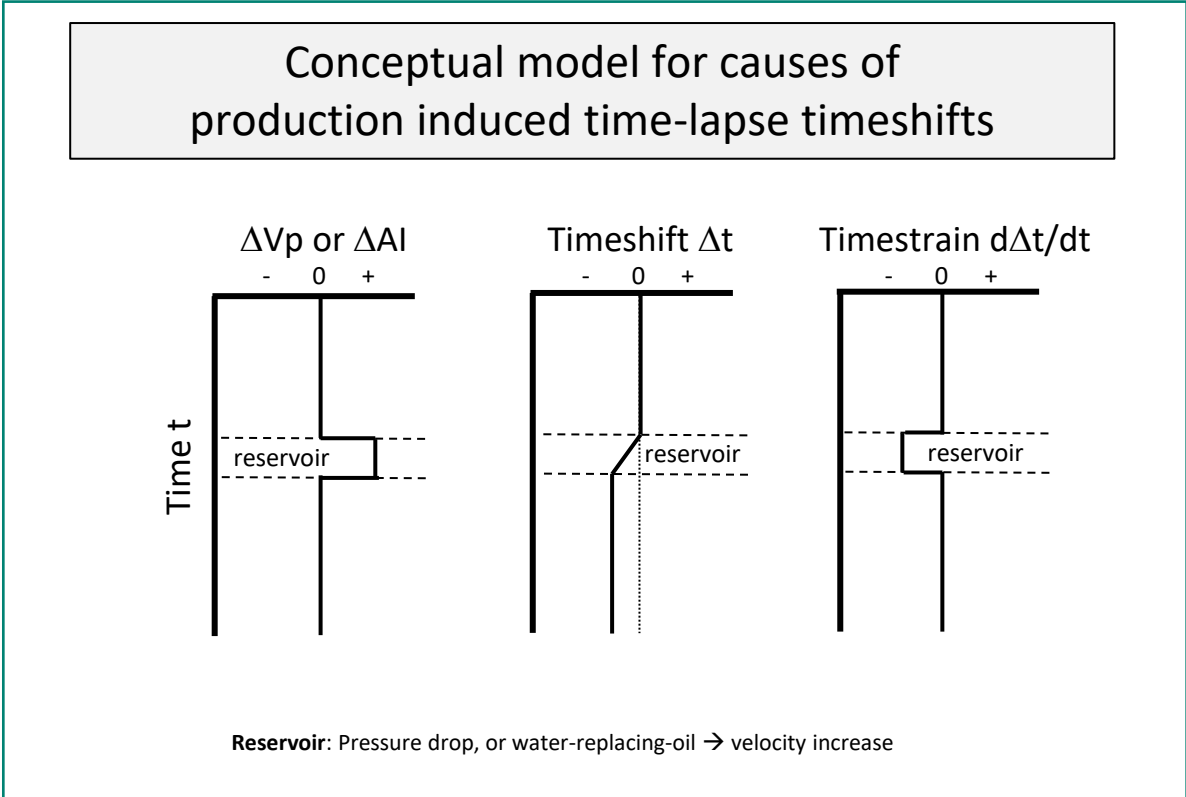 Conceptual model for causes of
production induced time-lapse timeshifts
ΔVp or ΔAI
- 0 +
Timeshift Δt
- 0 +
Timestrain dΔt/dt
- 0 +
Time t
reservoir
reservoir
reservoir
Reservoir: Pressure drop, or water-replacing-oil → velocity increase